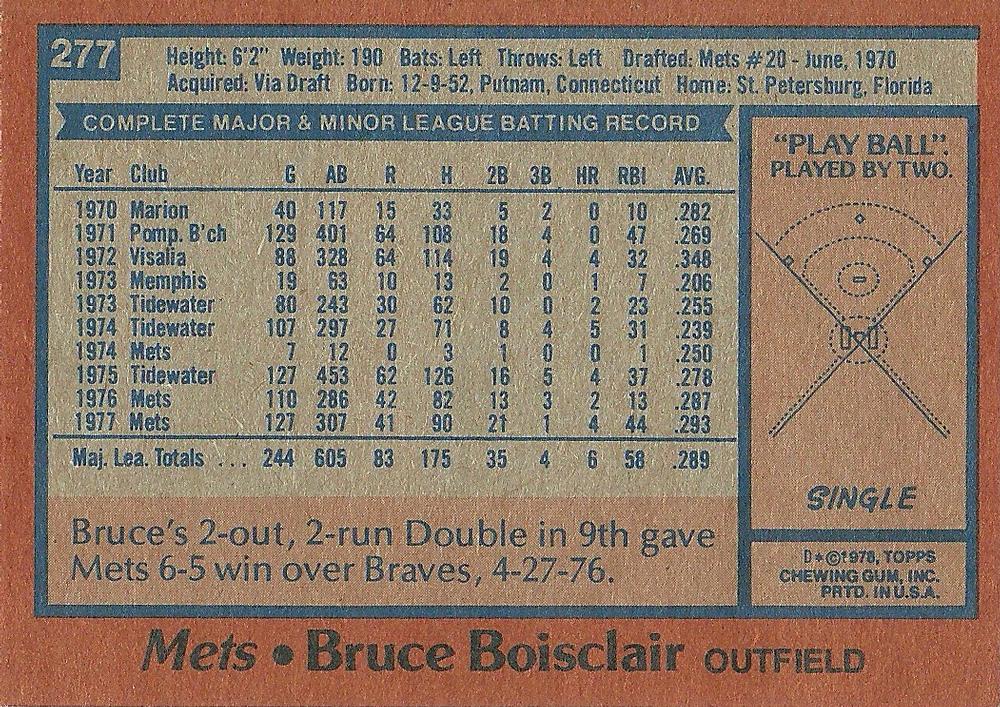 277
Height: 6'2" Weight: 190 Bats: Left Throws: Left Drafted: Mets #20 - June, 1970
Acquired: Via Draft Born: 12-9-52, Putnam, Connecticut Home: St. Petersburg, Florida
COMPLETE MAJOR & MINOR LEAGUE BATTING RECORD
Year Club G AB R H 2B 3B HR RBI AVG.
1970 Marion 40 117 15 33 5 2 0 10 .282
1971 Pomp. B'ch 129 401 64 108 18 4 0 47 .269
1972 Visalia 88 328 64 114 19 4 4 32 .348
1973 Memphis 19 63 10 13 2 0 1 7 .206
1973 Tidewater 80 243 30 62 10 0 2 23 .255
1974 Tidewater 107 297 27 71 8 4 5 31 .239
1974 Mets 7 12 0 3 1 0 0 1 .250
1975 Tidewater 127 453 62 126 16 5 4 37 .278
1976 Mets 110 286 42 82 13 3 2 13 .287
1977 Mets 127 307 41 90 21 1 4 44 .293
Maj. Lea. Totals ... 244 605 83 175 35 4 6 58 .289
Bruce's 2-out, 2-run Double in 9th gave
Mets 6-5 win over Braves, 4-27-76.
"PLAY BALL".
PLAYED BY TWO.
SINGLE
D*©1978, TOPPS
CHEWING GUM, INC.
PRTD. IN U.S.A.
Mets • Bruce Boisclair OUTFIELD